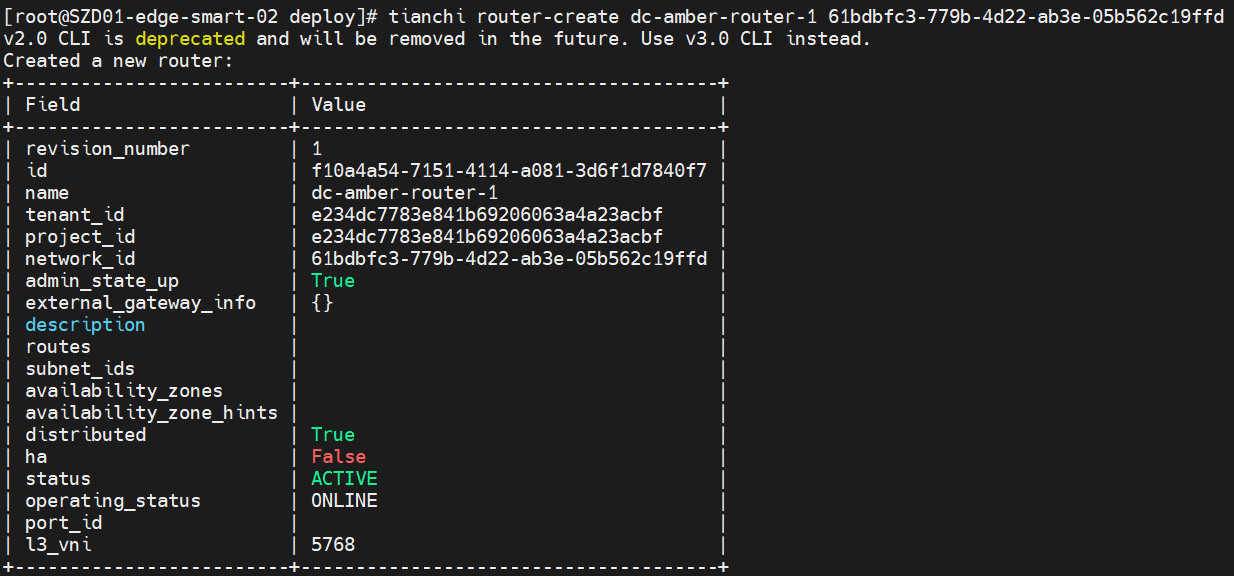 [root@SZD01-edge-smart-02 deploy]# tianchi router-create dc-amber-router-1 61bdbfc3-779b-4d22-ab3e-05b562c19ffd
v2.0 CLI is deprecated and will be removed in the future. Use v3.0 CLI instead.
Created a new router:
+-------------------------+--------------------------------------+
| Field                   | Value                                |
+-------------------------+--------------------------------------+
| revision_number         | 1                                    |
| id                      | f10a4a54-7151-4114-a081-3d6f1d7840f7 |
| name                    | dc-amber-router-1                    |
| tenant_id               | e234dc7783e841b69206063a4a23acbf     |
| project_id              | e234dc7783e841b69206063a4a23acbf     |
| network_id              | 61bdbfc3-779b-4d22-ab3e-05b562c19ffd |
| admin_state_up          | True                                 |
| external_gateway_info   | {}                                   |
| description             |                                      |
| routes                  |                                      |
| subnet_ids              |                                      |
| availability_zones      |                                      |
| availability_zone_hints |                                      |
| distributed             | True                                 |
| ha                      | False                                |
| status                  | ACTIVE                               |
| operating_status        | ONLINE                               |
| port_id                 |                                      |
| l3_vni                  | 5768                                 |
+-------------------------+--------------------------------------+